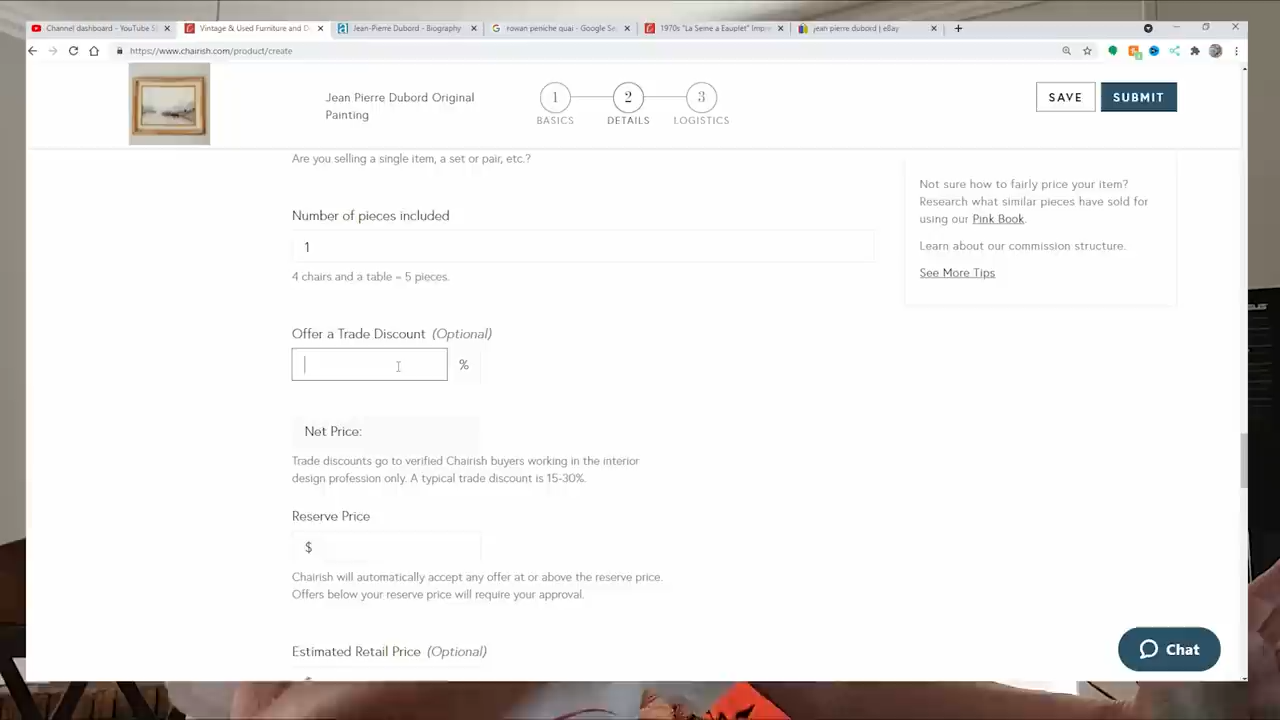 Channel dashboard - YouTube S
Vintage & Used Furniture and D
Jean-Pierre Dubord - Biography
rowan peniche quai - Google Se
1970s "La Seine a Eauplet" Impre
jean pierre dubord | eBay
https://www.chairish.com/product/create
Jean Pierre Dubord Original
Painting
1
2
3
BASICS
DETAILS
LOGISTICS
SAVE
SUBMIT
Are you selling a single item, a set or pair, etc.?
Number of pieces included
1
4 chairs and a table = 5 pieces.
Offer a Trade Discount (Optional)
%
Net Price:
Trade discounts go to verified Chairish buyers working in the interior
design profession only. A typical trade discount is 15-30%.
Reserve Price
$
Chairish will automatically accept any offer at or above the reserve price.
Offers below your reserve price will require your approval.
Estimated Retail Price (Optional)
Not sure how to fairly price your item?
Research what similar pieces have sold for
using our Pink Book.
Learn about our commission structure.
See More Tips
Chat